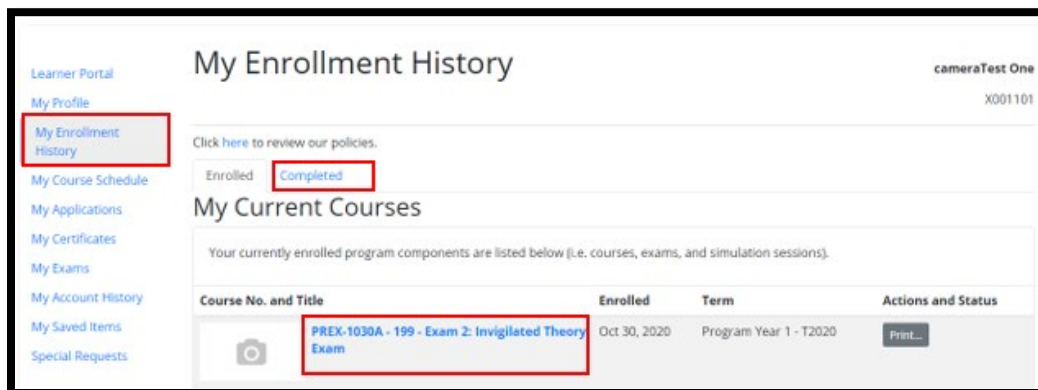 My Enrollment History
cameraTest One
X001101
Learner Portal
My Profile
My Enrollment
History
My Course Schedule
My Applications
My Certificates
My Exams
My Account History
My Saved Items
Special Requests
Click here to review our policies.
Enrolled Completed
My Current Courses
Your currently enrolled program components are listed below (i.e. courses, exams, and simulation sessions).
Course No. and Title Enrolled Term Actions and Status
PREX-1030A - 199 - Exam 2: Invigilated Theory Oct 30, 2020 Program Year 1 - T2020 Print...
Exam